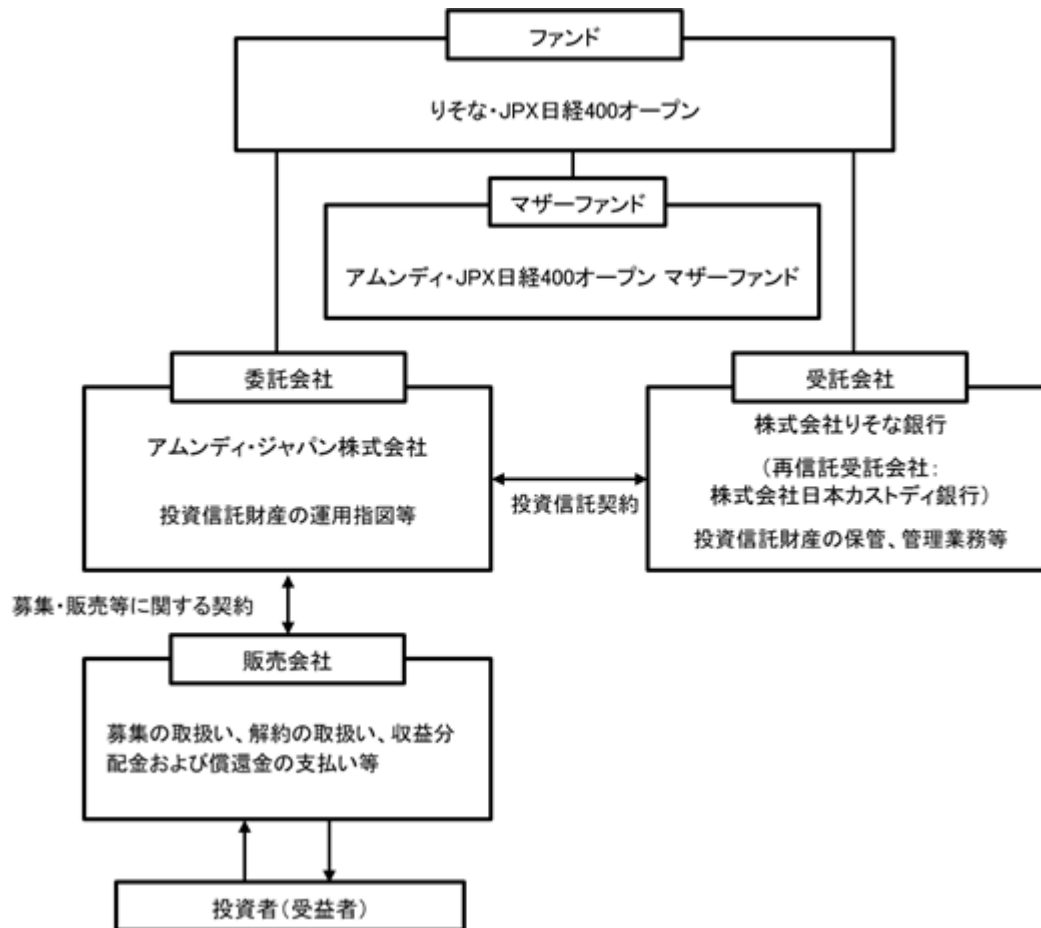 ファンド
りそな・JPX日経400オープン
マザーファンド
アムンディ・JPX日経400オープン マザーファンド
委託会社
アムンディ・ジャパン株式会社
投資信託財産の運用指図等
投資信託契約
受託会社
株式会社りそな銀行
（再信託受託会社：
株式会社日本カストディ銀行）
投資信託財産の保管、管理業務等
募集・販売等に関する契約
販売会社
募集の取扱い、解約の取扱い、収益分
配金および償還金の支払い等
投資者（受益者）